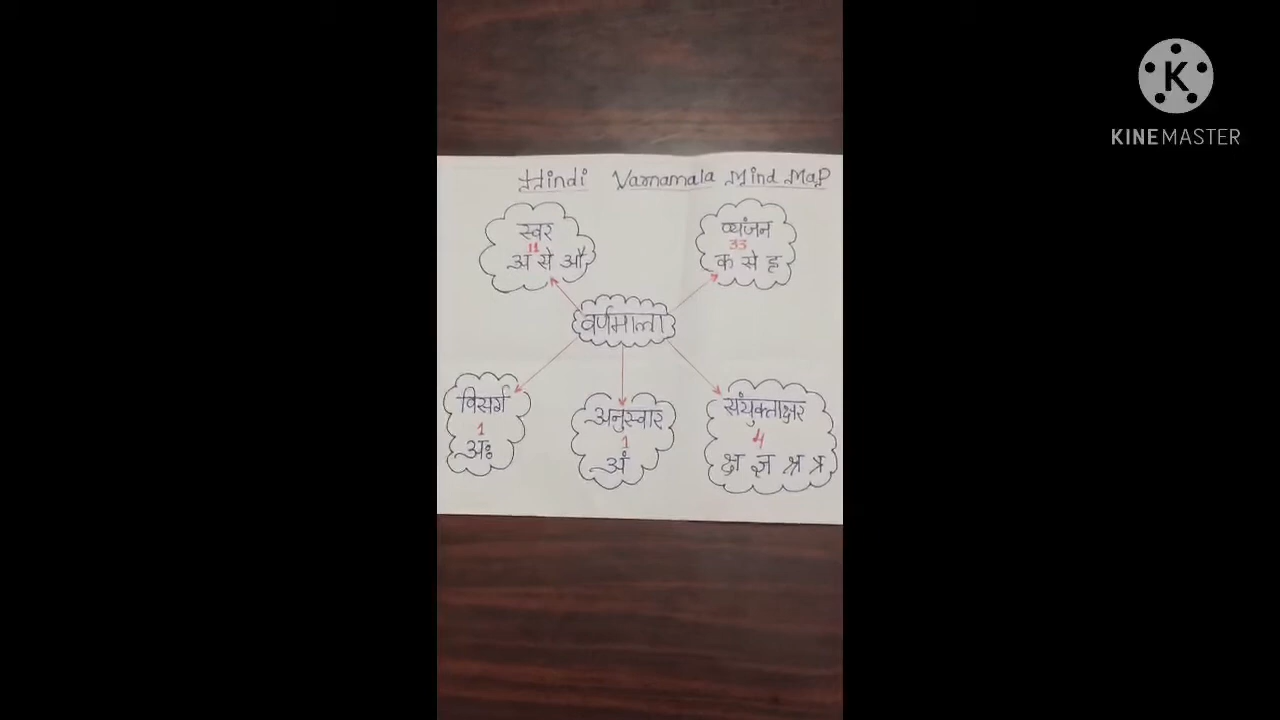 Hindi Varnamala Mind Map
स्वर
11
अ से औ
व्यंजन
33
क से ह
वर्णमाला
विसर्ग
1
अः
अनुस्वार
1
अं
संयुक्ताक्षर
4
क्ष ज्ञ श्र त्र
K
KINEMASTER